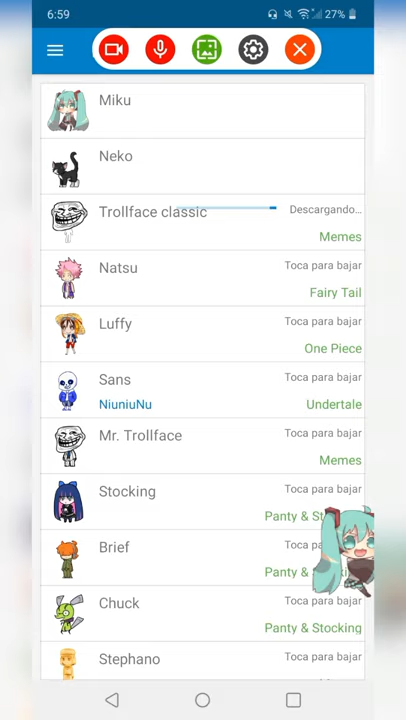 6:59
27%
Miku
Neko
Trollface classic
Descargando...
Memes
Natsu
Toca para bajar
Fairy Tail
Luffy
Toca para bajar
One Piece
Sans
Toca para bajar
NiuniuNu
Undertale
Mr. Trollface
Toca para bajar
Memes
Stocking
Toca para bajar
Panty &
Brief
Toca
Panty &
Chuck
Toca para bajar
Panty & Stocking
Stephano
Toca para bajar